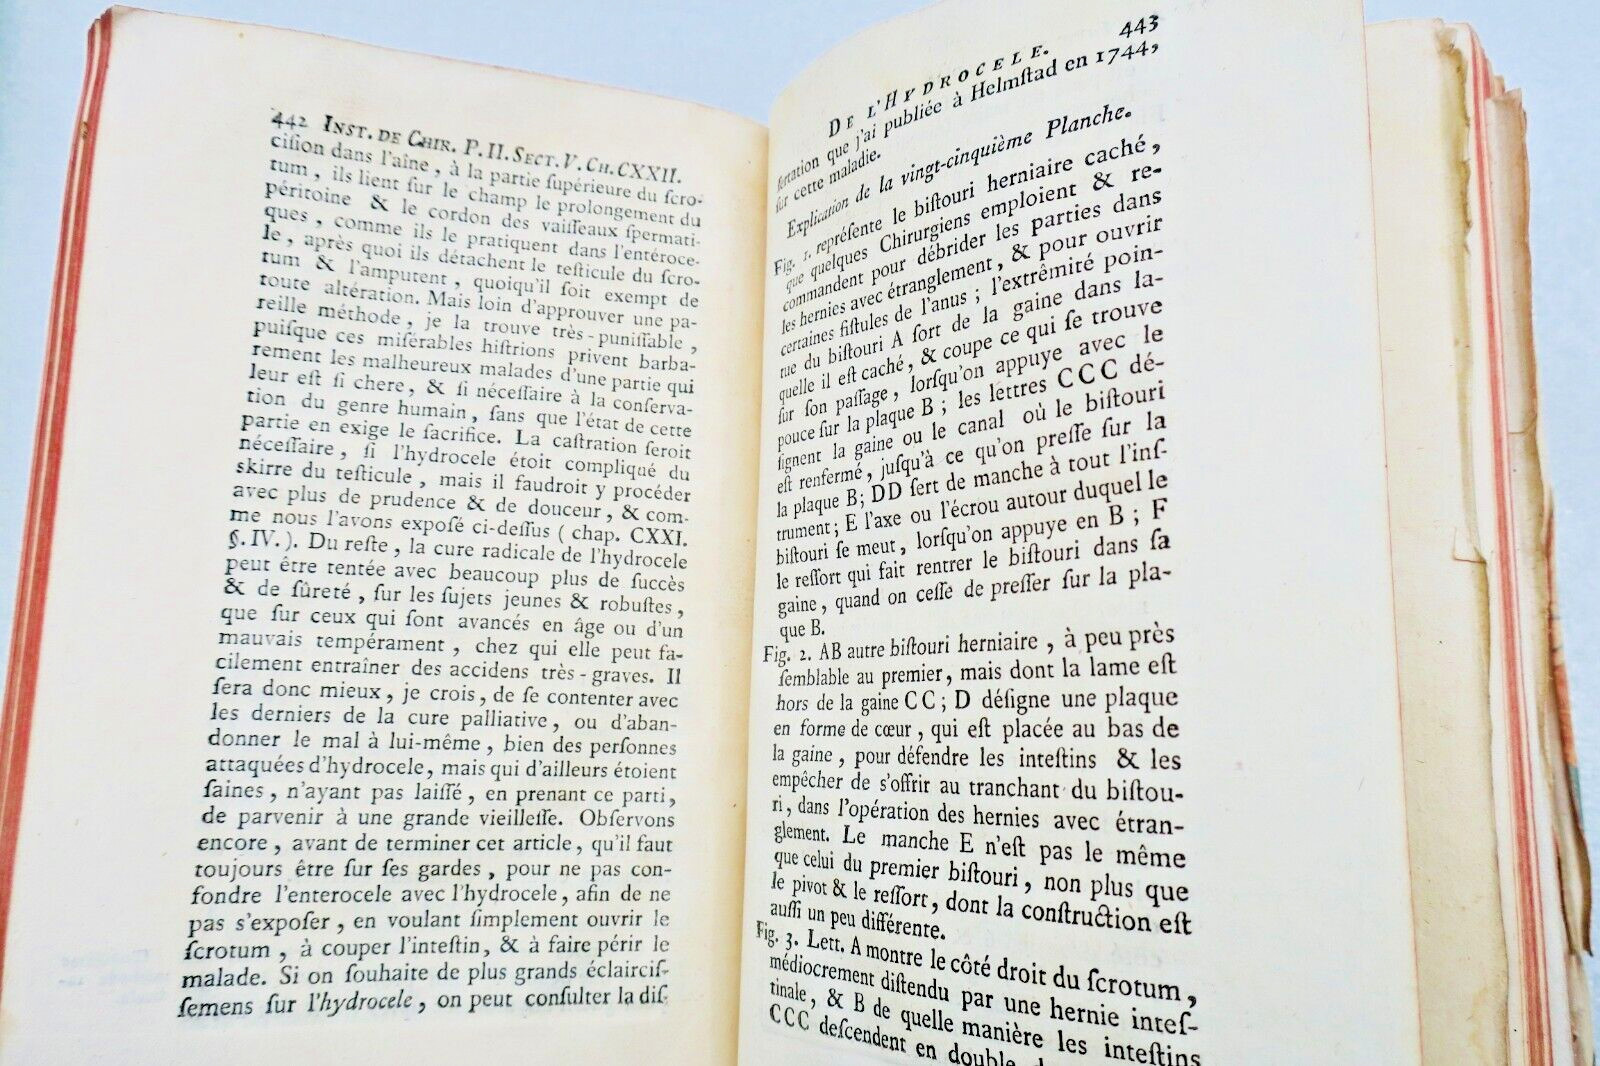 442 INST. DE CHIR. P. II. SECT. V. CH. CXXII.
ciſion dans l'aîne, à la partie ſupérieure du ſcro-
tum, ils lient ſur le champ le prolongement du
péritoine & le cordon des vaiſſeaux ſpermati-
ques, comme ils le pratiquent dans l'entéroce-
le, après quoi ils détachent le teſticule du ſcro-
tum & l'amputent, quoiqu'il ſoit exempt de
toute altération. Mais loin d'approuver une pa-
reille méthode, je la trouve très-puniſſable,
puiſque ces miſérables hiſtrions privent barba-
rement les malheureux malades d'une partie qui
leur eſt ſi chere, & ſi néceſſaire à la conſerva-
tion du genre humain, ſans que l'état de cette
partie en exige le ſacrifice. La caſtration ſeroit
néceſſaire, ſi l'hydrocele étoit compliqué du
skirre du teſticule, mais il faudroit y procéder
avec plus de prudence & de douceur, & com-
me nous l'avons expoſé ci-deſſus (chap. CXXI.
§. IV.). Du reſte, la cure radicale de l'hydrocele
peut être tentée avec beaucoup plus de ſuccès
& de ſûreté, ſur les ſujets jeunes & robuſtes,
que ſur ceux qui ſont avancés en âge ou d'un
mauvais tempérament, chez qui elle peut fa-
cilement entraîner des accidens très-graves. Il
ſera donc mieux, je crois, de ſe contenter avec
les derniers de la cure palliative, ou d'aban-
donner le mal à lui-même, bien des perſonnes
attaquées d'hydrocele, mais qui d'ailleurs étoient
ſaines, n'ayant pas laiſſé, en prenant ce parti,
de parvenir à une grande vieilleſſe. Obſervons
encore, avant de terminer cet article, qu'il faut
toujours être ſur ſes gardes, pour ne pas con-
fondre l'enterocele avec l'hydrocele, afin de ne
pas s'expoſer, en voulant ſimplement ouvrir le
ſcrotum, à couper l'inteſtin, & à faire périr le
malade. Si on ſouhaite de plus grands éclairciſ-
ſemens ſur l'hydrocele, on peut conſulter la diſ-
DE L'HYDROCELE. 443
ſertation que j'ai publiée à Helmſtad en 1744,
ſur cette maladie.
Explication de la vingt-cinquième Planche.
Fig. 1. repréſente le biſtouri herniaire caché,
que quelques Chirurgiens emploient & re-
commandent pour débrider les parties dans
les hernies avec étranglement, & pour ouvrir
certaines fiſtules de l'anus; l'extrêmité poin-
tue du biſtouri A ſort de la gaine dans la-
quelle il eſt caché, & coupe ce qui ſe trouve
ſur ſon paſſage, lorſqu'on appuye avec le
pouce ſur la plaque B; les lettres CCC dé-
ſignent la gaine ou le canal où le biſtouri
eſt renfermé, juſqu'à ce qu'on preſſe ſur la
la plaque B; DD ſert de manche à tout l'inſ-
trument; E l'axe ou l'écrou autour duquel le
biſtouri ſe meut, lorſqu'on appuye en B; F
le reſſort qui fait rentrer le biſtouri dans ſa
gaine, quand on ceſſe de preſſer ſur la pla-
que B.
Fig. 2. AB autre biſtouri herniaire, à peu près
ſemblable au premier, mais dont la lame eſt
hors de la gaine CC; D déſigne une plaque
en forme de cœur, qui eſt placée au bas de
la gaine, pour défendre les inteſtins & les
empêcher de s'offrir au tranchant du biſtou-
ri, dans l'opération des hernies avec étran-
glement. Le manche E n'eſt pas le même
que celui du premier biſtouri, non plus que
le pivot & le reſſort, dont la conſtruction eſt
auſſi un peu différente.
Fig. 3. Lett. A montre le côté droit du ſcrotum,
médiocrement diſtendu par une hernie inteſ-
tinale, & B de quelle manière les inteſtins
CCC deſcendent en double